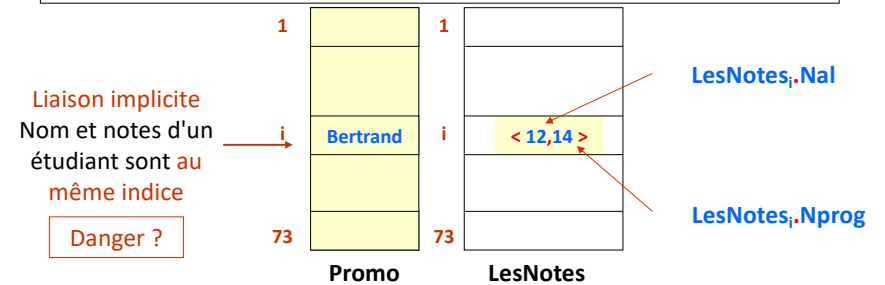 1
1
LesNotesi.Nal
Liaison implicite
Nom et notes d'un
étudiant sont au
même indice
i
Bertrand
i
< 12,14 >
Danger ?
LesNotesi.Nprog
73
73
Promo
LesNotes